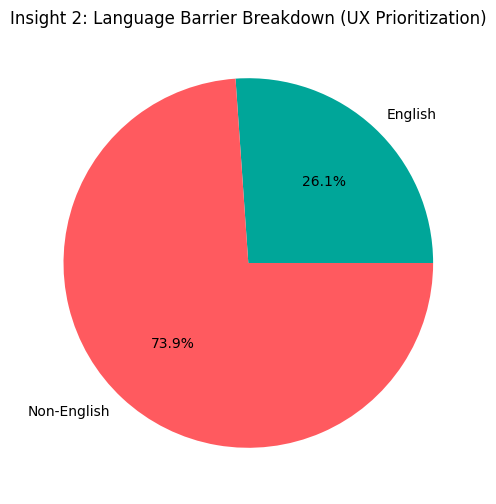 Insight 2: Language Barrier Breakdown (UX Prioritization)
English
26.1%
73.9%
Non-English